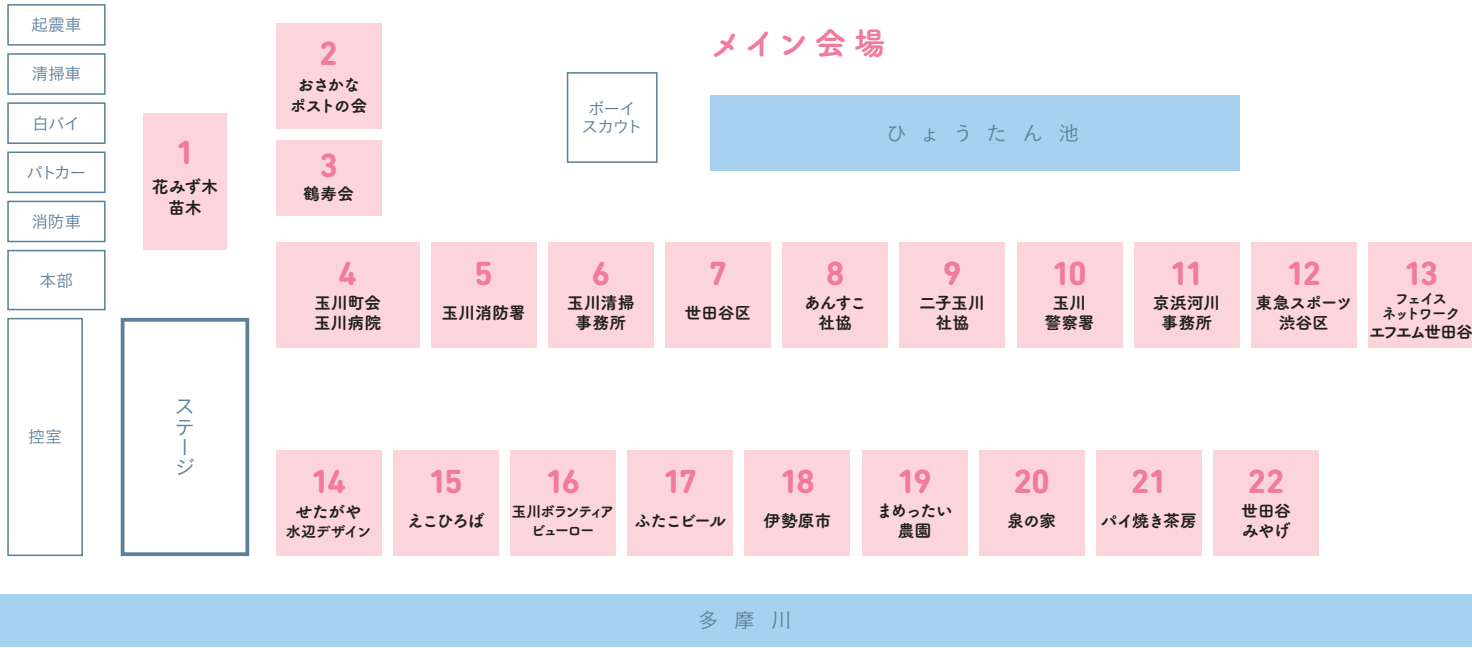 メイン会場
起震車
清掃車
白バイ
パトカー
消防車
本部
控室
ステージ
1
花みず木
苗木
2
おさかな
ポストの会
3
鶴寿会
ボーイ
スカウト
ひょうたん池
4
玉川町会
玉川病院
5
玉川消防署
6
玉川清掃
事務所
7
世田谷区
8
あんすこ
社協
9
二子玉川
社協
10
玉川
警察署
11
京浜河川
事務所
12
東急スポーツ
渋谷区
13
フェイス
ネットワーク
エフエム世田谷
14
せたがや
水辺デザイン
15
えこひろば
16
玉川ボランティア
ビューロー
17
ふたこビール
18
伊勢原市
19
まめったい
農園
20
泉の家
21
パイ焼き茶房
22
世田谷
みやげ
多摩川